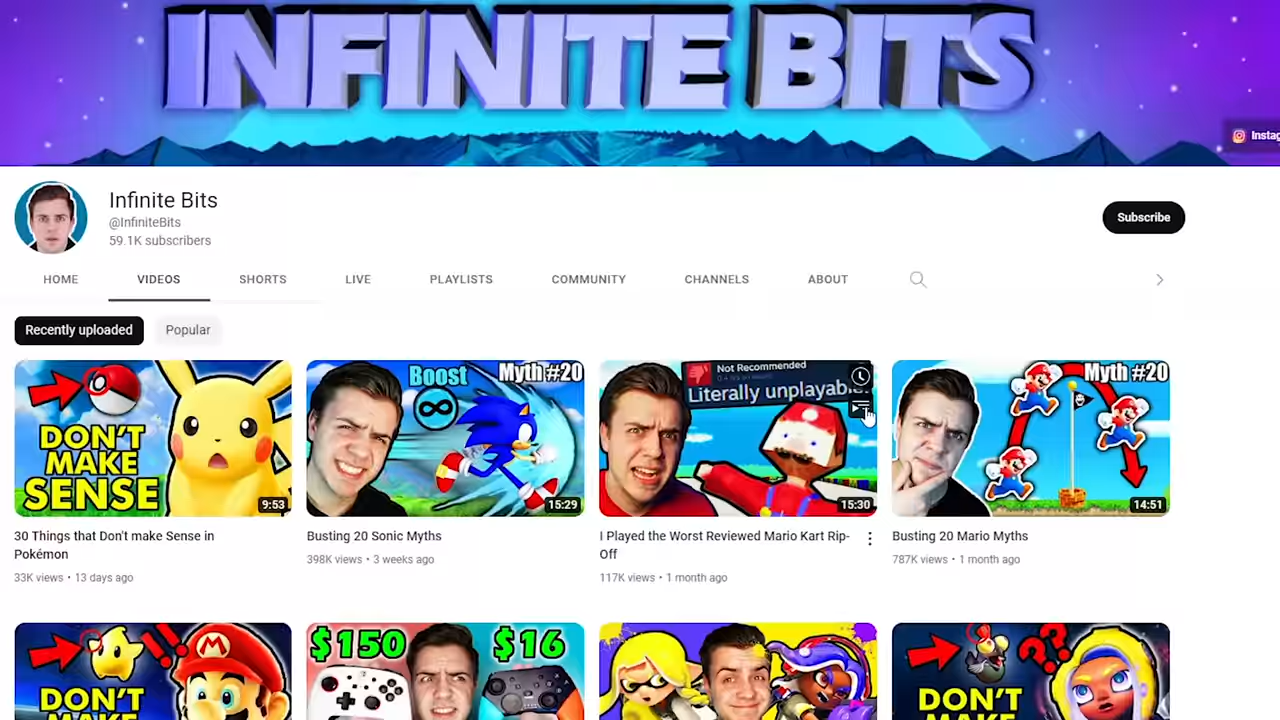 INFINITE BITS
Infinite Bits
@InfiniteBits
59.1K subscribers
Subscribe
HOME VIDEOS SHORTS LIVE PLAYLISTS COMMUNITY CHANNELS ABOUT
Recently uploaded Popular
DON'T
MAKE
SENSE
9:53
Boost
Myth #20
15:29
Not Recommended
Literally unplayable.
15:30
Myth #20
14:51
30 Things that Don't make Sense in
Pokémon
33K views • 13 days ago
Busting 20 Sonic Myths
398K views • 3 weeks ago
I Played the Worst Reviewed Mario Kart Rip-
Off
117K views • 1 month ago
Busting 20 Mario Myths
787K views • 1 month ago
!!
DON'T
MAKE
$150 $16
??
DON'T
MAKE